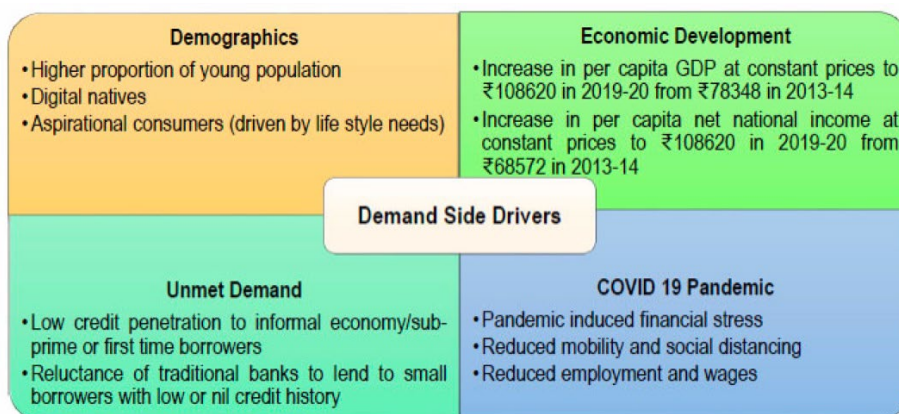 Demographics
•Higher proportion of young population
•Digital natives
•Aspirational consumers (driven by life style needs)
Economic Development
•Increase in per capita GDP at constant prices to
₹108620 in 2019-20 from ₹78348 in 2013-14
•Increase in per capita net national income at
constant prices to ₹108620 in 2019-20 from
₹68572 in 2013-14
Demand Side Drivers
Unmet Demand
•Low credit penetration to informal economy/sub-
prime or first time borrowers
•Reluctance of traditional banks to lend to small
borrowers with low or nil credit history
COVID 19 Pandemic
•Pandemic induced financial stress
•Reduced mobility and social distancing
•Reduced employment and wages